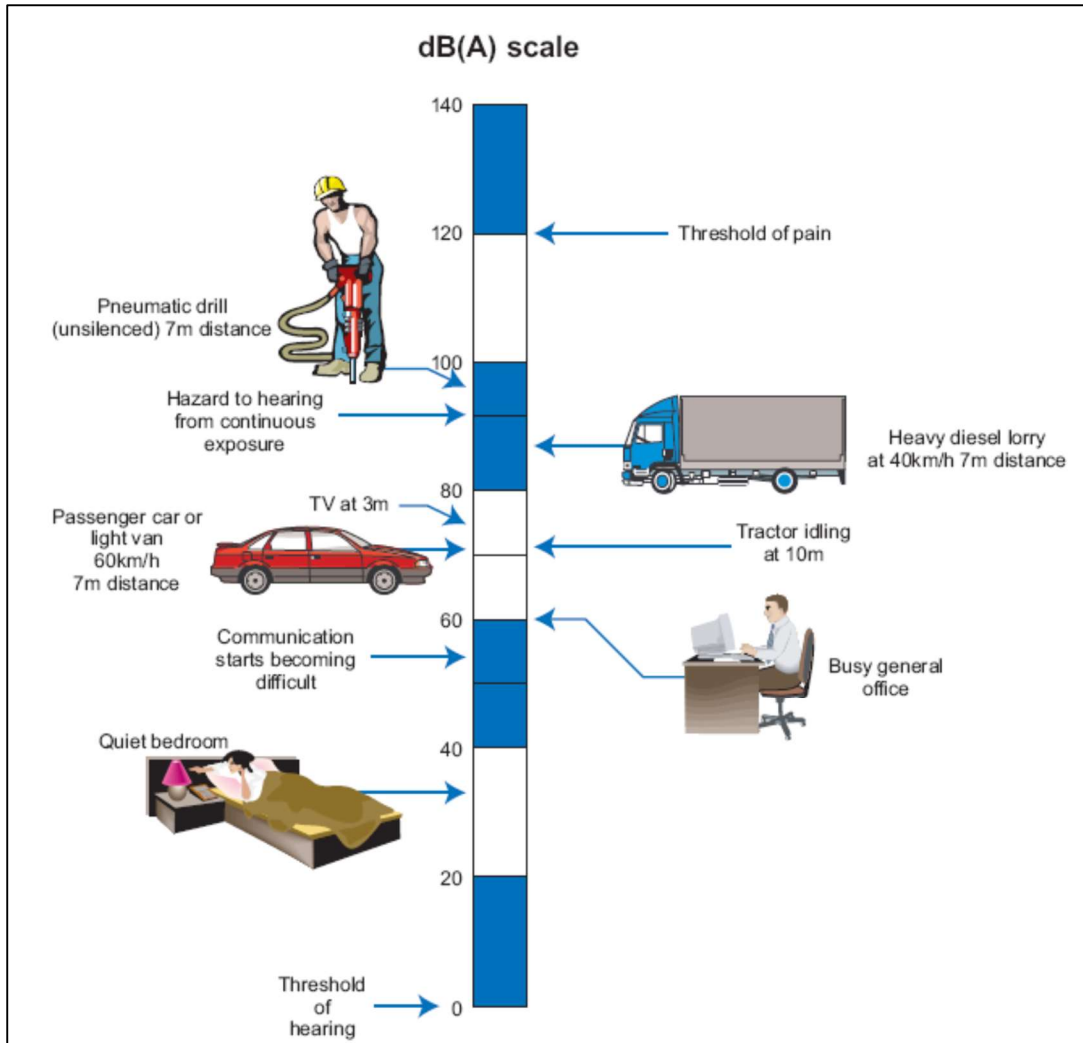 dB(A) scale
140
120
Threshold of pain
Pneumatic drill
(unsilenced) 7m distance
100
Hazard to hearing
from continuous
exposure
Heavy diesel lorry
at 40km/h 7m distance
80
TV at 3m
Passenger car or
light van
60km/h
7m distance
Tractor idling
at 10m
60
Communication
starts becoming
difficult
Busy general
office
Quiet bedroom
40
20
Threshold
of
hearing
0